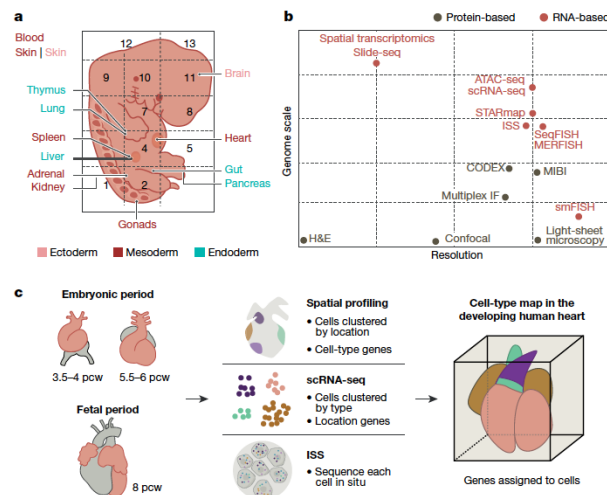 a
Blood
Skin | Skin
12
13
9
10
11
Brain
Thymus
Lung
7
8
Spleen
Heart
4
5
Liver
Gut
Adrenal
Kidney
1
2
Pancreas
Gonads
Ectoderm
Mesoderm
Endoderm
b
Protein-based
RNA-based
Genome scale
Spatial transcriptomics
Slide-seq
ATAC-seq
scRNA-seq
STARmap
ISS
SeqFISH
MERFISH
CODEX
MIBI
Multiplex IF
smFISH
H&E
Confocal
Light-sheet
microscopy
Resolution
c
Embryonic period
3.5–4 pcw
5.5–6 pcw
Fetal period
8 pcw
Spatial profiling
• Cells clustered
by location
• Cell-type genes
scRNA-seq
• Cells clustered
by type
• Location genes
ISS
• Sequence each
cell in situ
Cell-type map in the
developing human heart
Genes assigned to cells